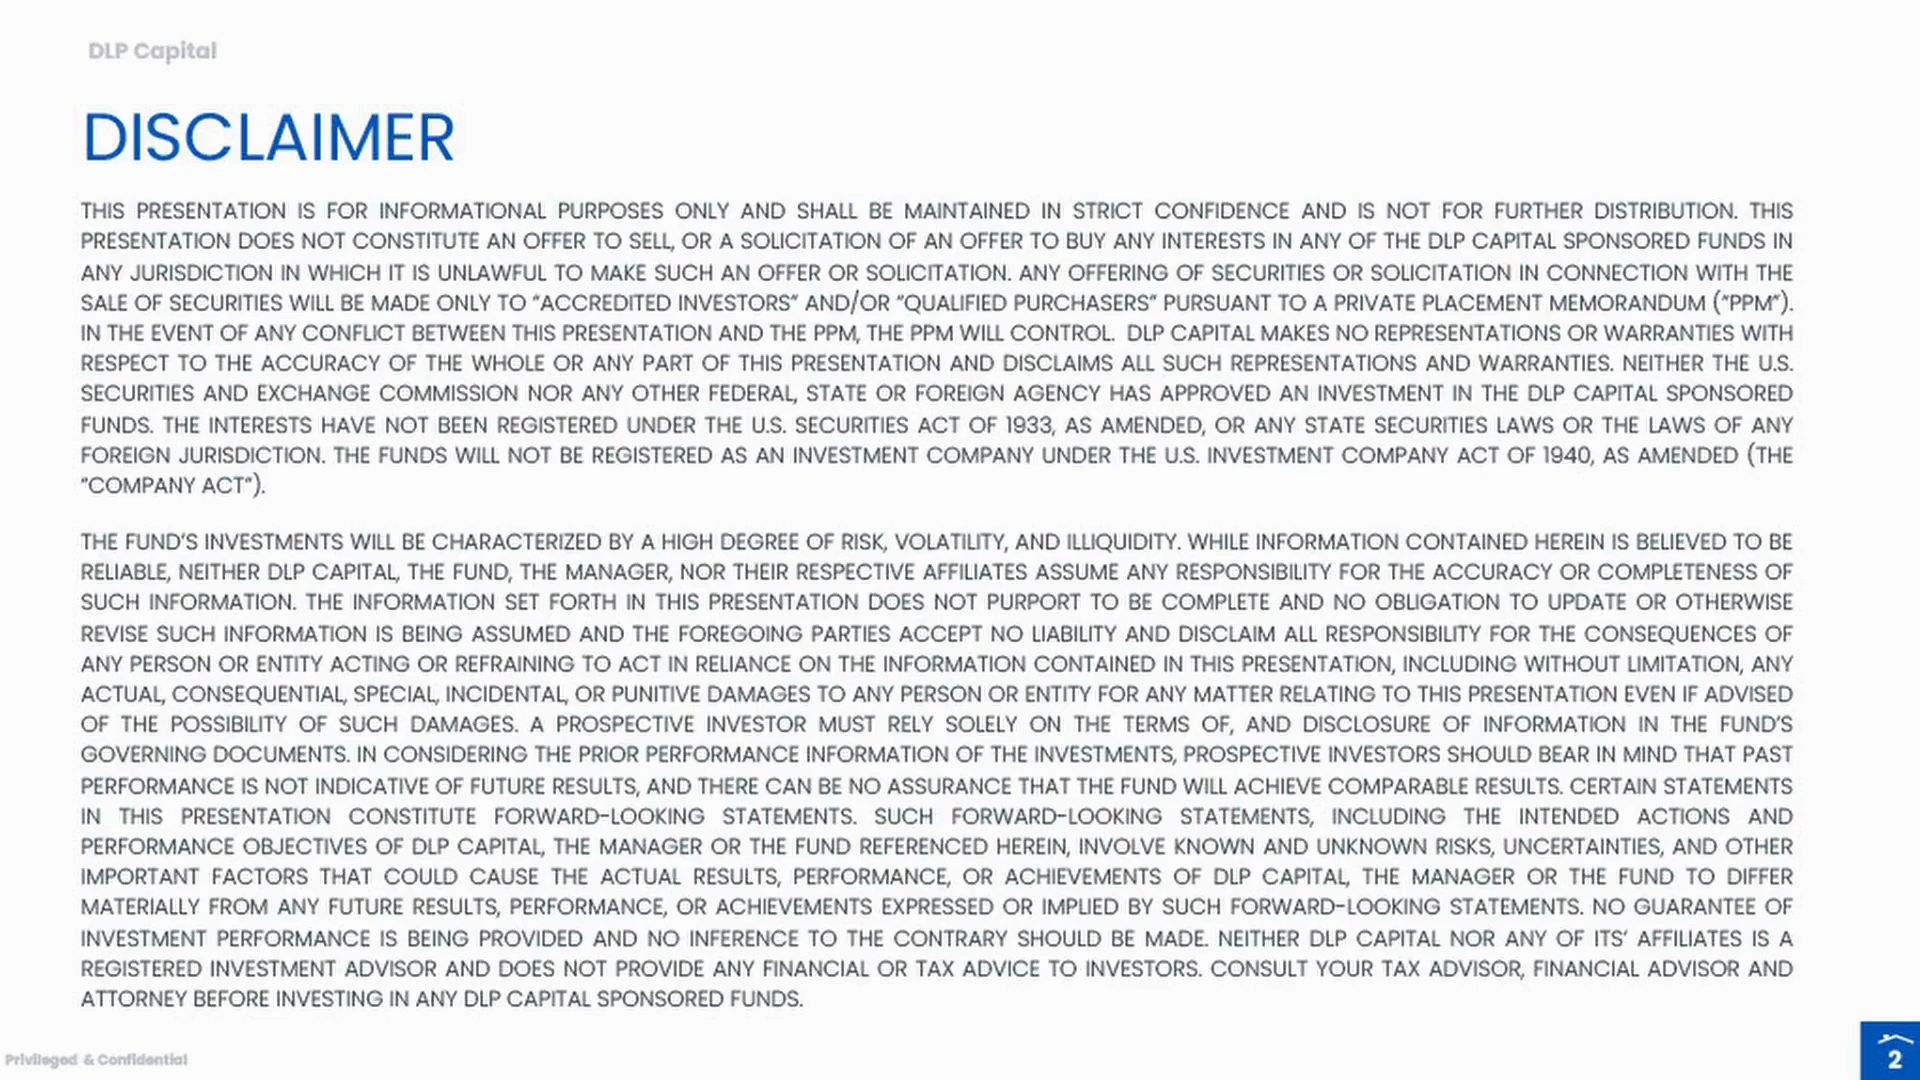 DLP Capital
DISCLAIMER
THIS PRESENTATION IS FOR INFORMATIONAL PURPOSES ONLY AND SHALL BE MAINTAINED IN STRICT CONFIDENCE AND IS NOT FOR FURTHER DISTRIBUTION. THIS
PRESENTATION DOES NOT CONSTITUTE AN OFFER TO SELL, OR A SOLICITATION OF AN OFFER TO BUY ANY INTERESTS IN ANY OF THE DLP CAPITAL SPONSORED FUNDS IN
ANY JURISDICTION IN WHICH IT IS UNLAWFUL TO MAKE SUCH AN OFFER OR SOLICITATION. ANY OFFERING OF SECURITIES OR SOLICITATION IN CONNECTION WITH THE
SALE OF SECURITIES WILL BE MADE ONLY TO “ACCREDITED INVESTORS” AND/OR “QUALIFIED PURCHASERS” PURSUANT TO A PRIVATE PLACEMENT MEMORANDUM (“PPM”).
IN THE EVENT OF ANY CONFLICT BETWEEN THIS PRESENTATION AND THE PPM, THE PPM WILL CONTROL. DLP CAPITAL MAKES NO REPRESENTATIONS OR WARRANTIES WITH
RESPECT TO THE ACCURACY OF THE WHOLE OR ANY PART OF THIS PRESENTATION AND DISCLAIMS ALL SUCH REPRESENTATIONS AND WARRANTIES. NEITHER THE U.S.
SECURITIES AND EXCHANGE COMMISSION NOR ANY OTHER FEDERAL, STATE OR FOREIGN AGENCY HAS APPROVED AN INVESTMENT IN THE DLP CAPITAL SPONSORED
FUNDS. THE INTERESTS HAVE NOT BEEN REGISTERED UNDER THE U.S. SECURITIES ACT OF 1933, AS AMENDED, OR ANY STATE SECURITIES LAWS OR THE LAWS OF ANY
FOREIGN JURISDICTION. THE FUNDS WILL NOT BE REGISTERED AS AN INVESTMENT COMPANY UNDER THE U.S. INVESTMENT COMPANY ACT OF 1940, AS AMENDED (THE
“COMPANY ACT”).
THE FUND’S INVESTMENTS WILL BE CHARACTERIZED BY A HIGH DEGREE OF RISK, VOLATILITY, AND ILLIQUIDITY. WHILE INFORMATION CONTAINED HEREIN IS BELIEVED TO BE
RELIABLE, NEITHER DLP CAPITAL, THE FUND, THE MANAGER, NOR THEIR RESPECTIVE AFFILIATES ASSUME ANY RESPONSIBILITY FOR THE ACCURACY OR COMPLETENESS OF
SUCH INFORMATION. THE INFORMATION SET FORTH IN THIS PRESENTATION DOES NOT PURPORT TO BE COMPLETE AND NO OBLIGATION TO UPDATE OR OTHERWISE
REVISE SUCH INFORMATION IS BEING ASSUMED AND THE FOREGOING PARTIES ACCEPT NO LIABILITY AND DISCLAIM ALL RESPONSIBILITY FOR THE CONSEQUENCES OF
ANY PERSON OR ENTITY ACTING OR REFRAINING TO ACT IN RELIANCE ON THE INFORMATION CONTAINED IN THIS PRESENTATION, INCLUDING WITHOUT LIMITATION, ANY
ACTUAL, CONSEQUENTIAL, SPECIAL, INCIDENTAL, OR PUNITIVE DAMAGES TO ANY PERSON OR ENTITY FOR ANY MATTER RELATING TO THIS PRESENTATION EVEN IF ADVISED
OF THE POSSIBILITY OF SUCH DAMAGES. A PROSPECTIVE INVESTOR MUST RELY SOLELY ON THE TERMS OF, AND DISCLOSURE OF INFORMATION IN THE FUND’S
GOVERNING DOCUMENTS. IN CONSIDERING THE PRIOR PERFORMANCE INFORMATION OF THE INVESTMENTS, PROSPECTIVE INVESTORS SHOULD BEAR IN MIND THAT PAST
PERFORMANCE IS NOT INDICATIVE OF FUTURE RESULTS, AND THERE CAN BE NO ASSURANCE THAT THE FUND WILL ACHIEVE COMPARABLE RESULTS. CERTAIN STATEMENTS
IN THIS PRESENTATION CONSTITUTE FORWARD-LOOKING STATEMENTS. SUCH FORWARD-LOOKING STATEMENTS, INCLUDING THE INTENDED ACTIONS AND
PERFORMANCE OBJECTIVES OF DLP CAPITAL, THE MANAGER OR THE FUND REFERENCED HEREIN, INVOLVE KNOWN AND UNKNOWN RISKS, UNCERTAINTIES, AND OTHER
IMPORTANT FACTORS THAT COULD CAUSE THE ACTUAL RESULTS, PERFORMANCE, OR ACHIEVEMENTS OF DLP CAPITAL, THE MANAGER OR THE FUND TO DIFFER
MATERIALLY FROM ANY FUTURE RESULTS, PERFORMANCE, OR ACHIEVEMENTS EXPRESSED OR IMPLIED BY SUCH FORWARD-LOOKING STATEMENTS. NO GUARANTEE OF
INVESTMENT PERFORMANCE IS BEING PROVIDED AND NO INFERENCE TO THE CONTRARY SHOULD BE MADE. NEITHER DLP CAPITAL NOR ANY OF ITS’ AFFILIATES IS A
REGISTERED INVESTMENT ADVISOR AND DOES NOT PROVIDE ANY FINANCIAL OR TAX ADVICE TO INVESTORS. CONSULT YOUR TAX ADVISOR, FINANCIAL ADVISOR AND
ATTORNEY BEFORE INVESTING IN ANY DLP CAPITAL SPONSORED FUNDS.
Privileged & Confidential
2